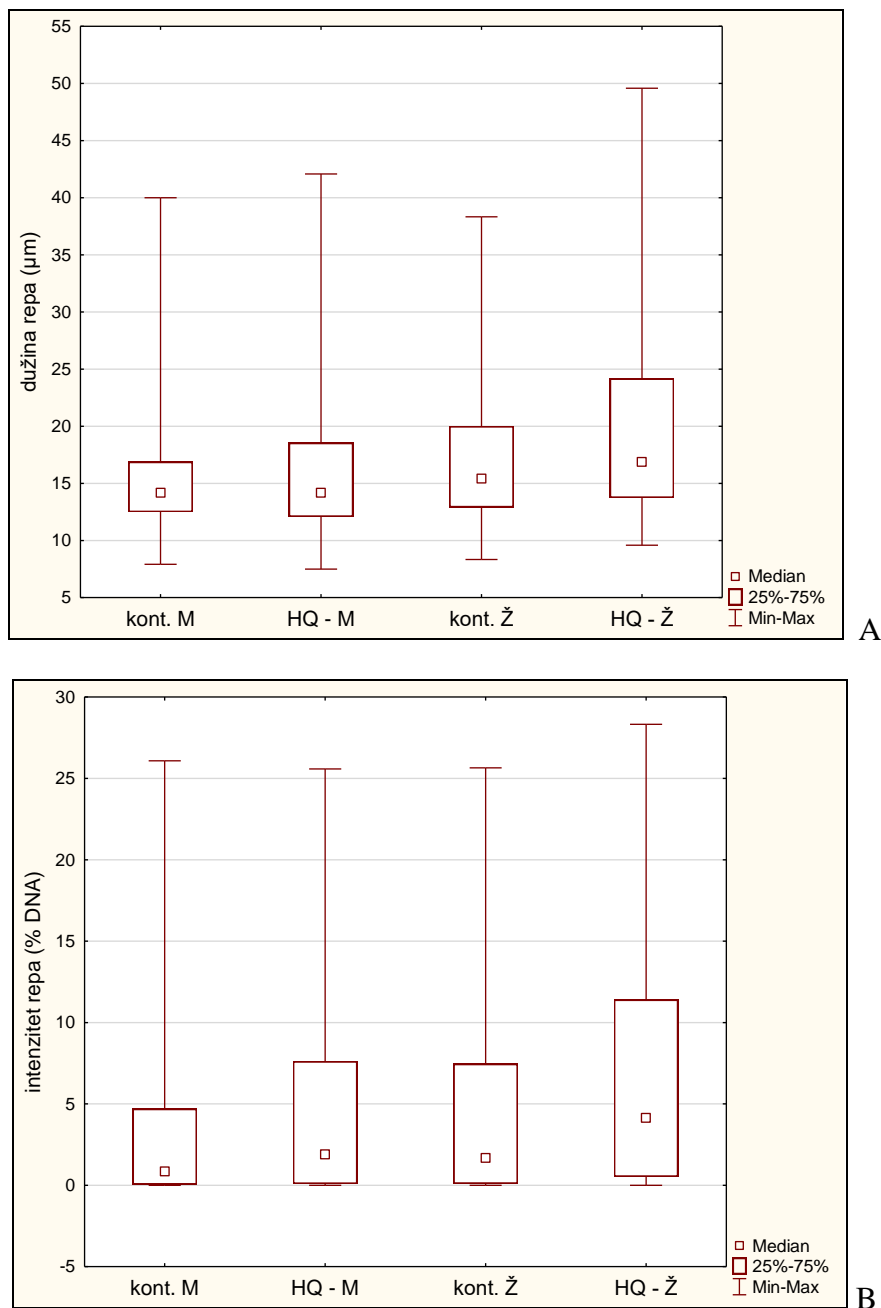 55
50
45
40
35
30
25
20
15
10
5
dužina repa (µm)
kont. M HQ - M kont. Ž HQ - Ž
Median
25%-75%
Min-Max
A
30
25
20
15
10
5
0
-5
intenzitet repa (% DNA)
kont. M HQ - M kont. Ž HQ - Ž
Median
25%-75%
Min-Max
B